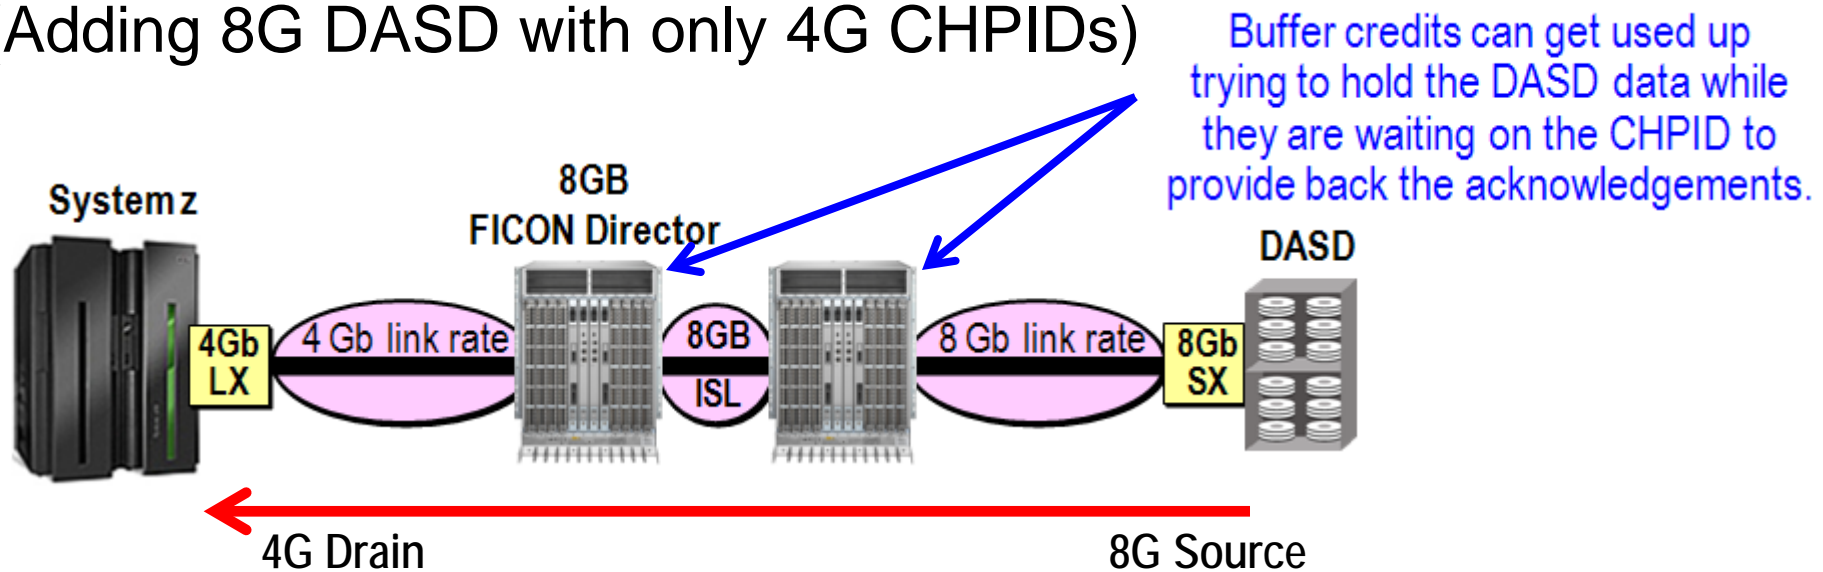 Adding 8G DASD with only 4G CHPIDs)
Buffer credits can get used up
trying to hold the DASD data while
they are waiting on the CHPID to
provide back the acknowledgements.
System z
8GB
FICON Director
DASD
4Gb
LX
4 Gb link rate
8GB
ISL
8 Gb link rate
8Gb
SX
4G Drain
8G Source